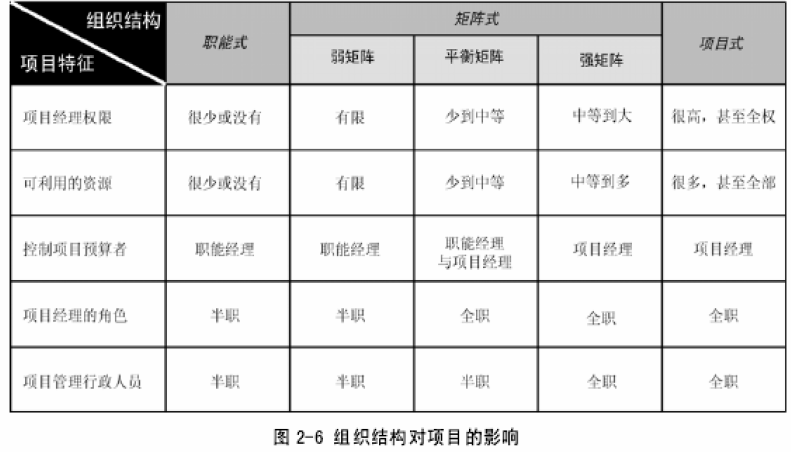 组织结构
项目特征
职能式
矩阵式
项目式
弱矩阵
平衡矩阵
强矩阵
项目经理权限
很少或没有
有限
少到中等
中等到大
很高，甚至全权
可利用的资源
很少或没有
有限
少到中等
中等到多
很多，甚至全部
控制项目预算者
职能经理
职能经理
职能经理
与项目经理
项目经理
项目经理
项目经理的角色
半职
半职
全职
全职
全职
项目管理行政人员
半职
半职
半职
全职
全职
图 2-6 组织结构对项目的影响